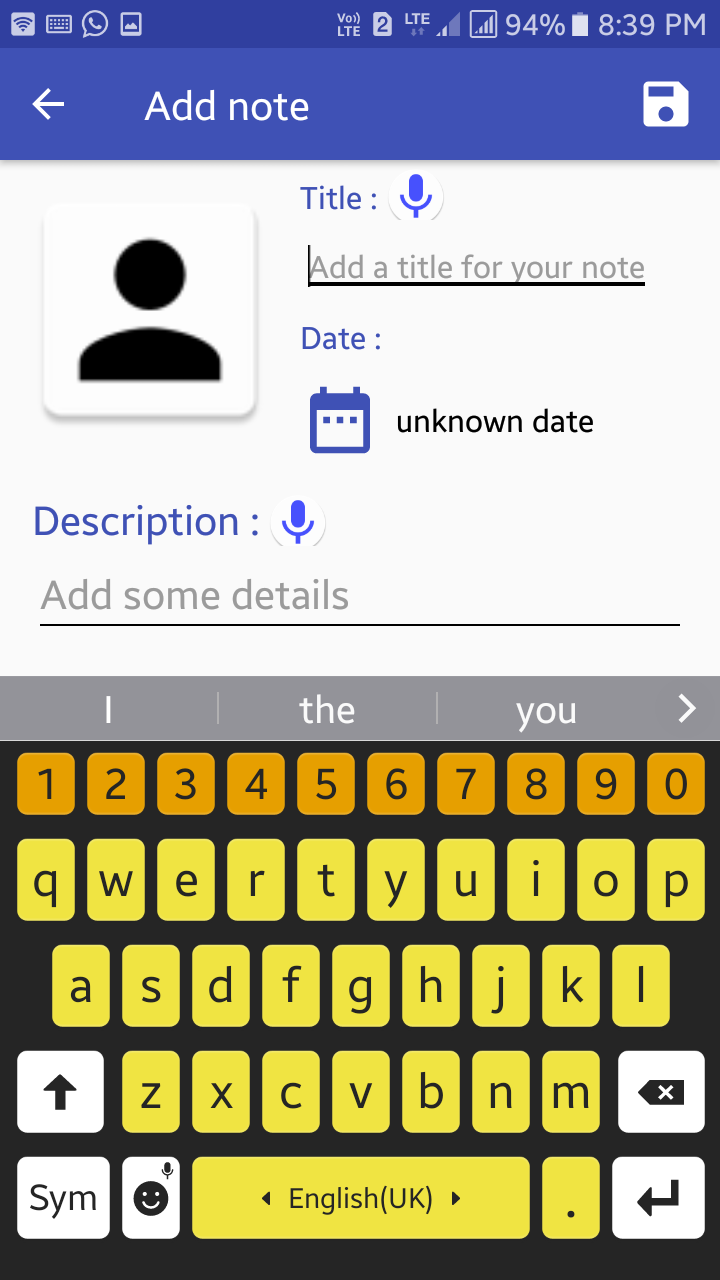 Vo)) LTE 2 LTE 94% 8:39 PM
Add note
Title :
Add a title for your note
Date :
unknown date
Description :
Add some details
I the you
1 2 3 4 5 6 7 8 9 0
q w e r t y u i o p
a s d f g h j k l
z x c v b n m
Sym English(UK) .